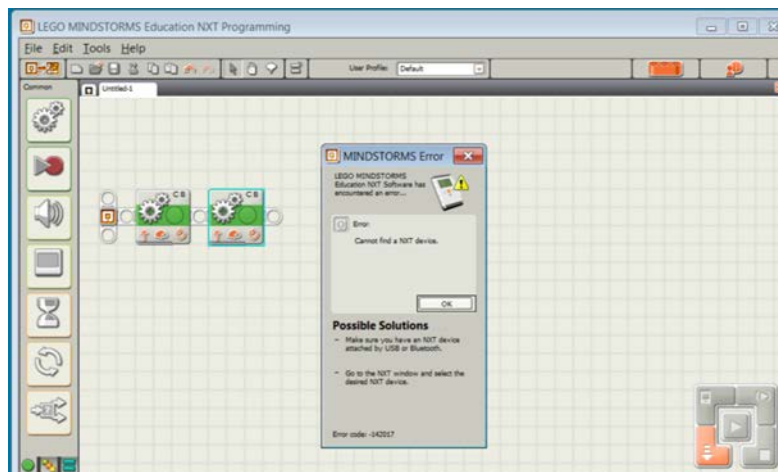 LEGO MINDSTORMS Education NXT Programming
File Edit Tools Help
User Profile: Default
Common
Untitled-1
C B
C B
MINDSTORMS Error
LEGO MINDSTORMS
Education NXT Software has
encountered an error...
Error:
Cannot find a NXT device.
OK
Possible Solutions
- Make sure you have an NXT device
attached by USB or Bluetooth.
- Go to the NXT window and select the
desired NXT device.
Error code: -142017